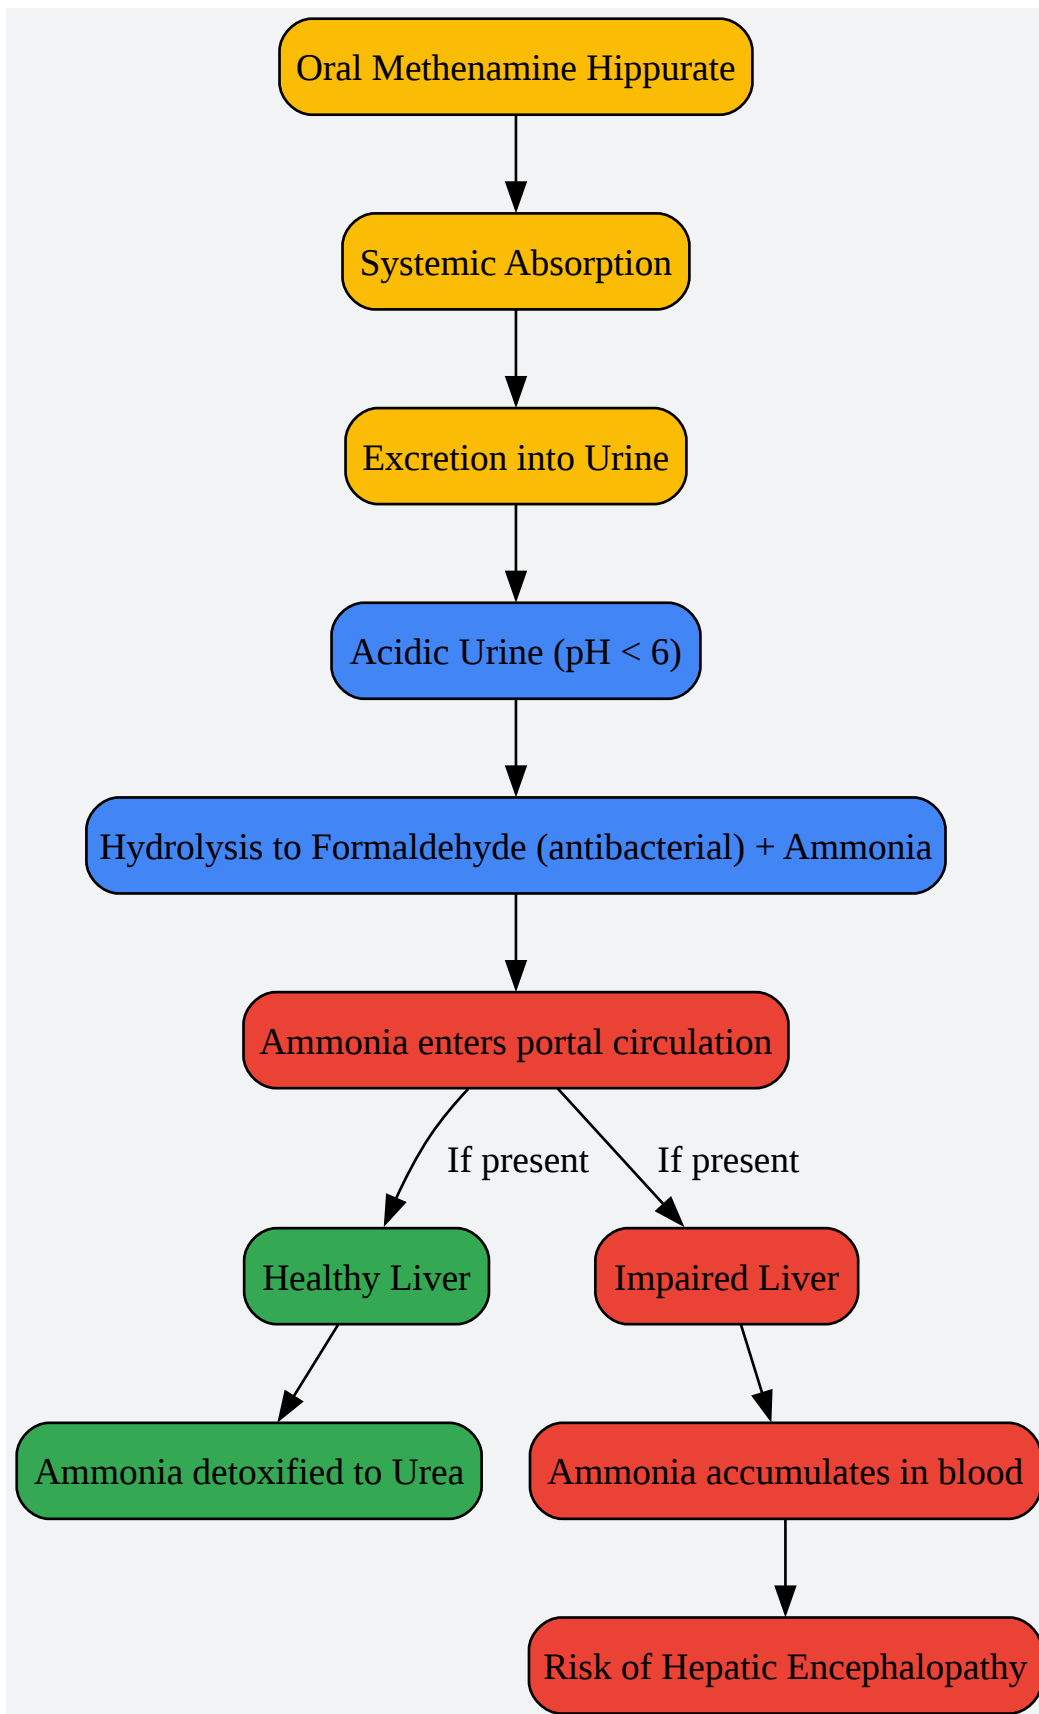 Oral Methenamine Hippurate
Systemic Absorption
Excretion into Urine
Acidic Urine (pH < 6)
Hydrolysis to Formaldehyde (antibacterial) + Ammonia
Ammonia enters portal circulation
If present
If present
Healthy Liver
Impaired Liver
Ammonia detoxified to Urea
Ammonia accumulates in blood
Risk of Hepatic Encephalopathy